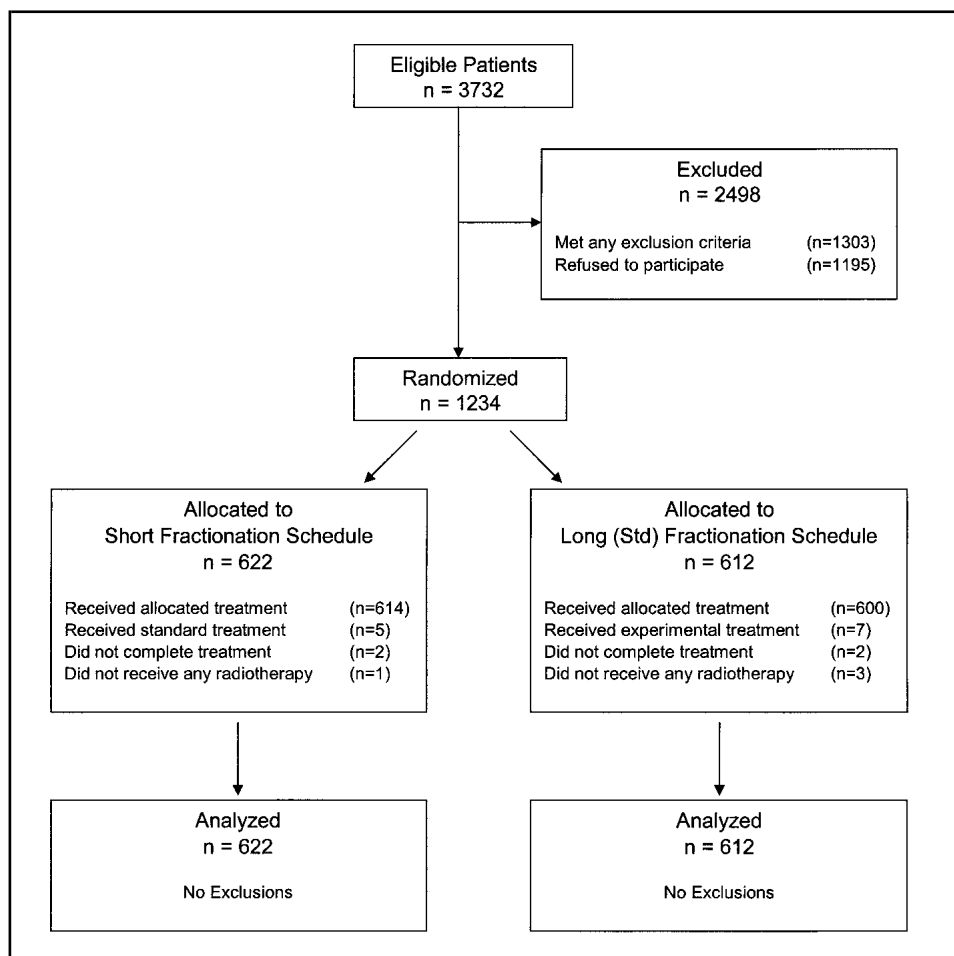 Eligible Patients
n = 3732
Excluded
n = 2498
Met any exclusion criteria (n=1303)
Refused to participate (n=1195)
Randomized
n = 1234
Allocated to
Short Fractionation Schedule
n = 622
Received allocated treatment (n=614)
Received standard treatment (n=5)
Did not complete treatment (n=2)
Did not receive any radiotherapy (n=1)
Allocated to
Long (Std) Fractionation Schedule
n = 612
Received allocated treatment (n=600)
Received experimental treatment (n=7)
Did not complete treatment (n=2)
Did not receive any radiotherapy (n=3)
Analyzed
n = 622
No Exclusions
Analyzed
n = 612
No Exclusions